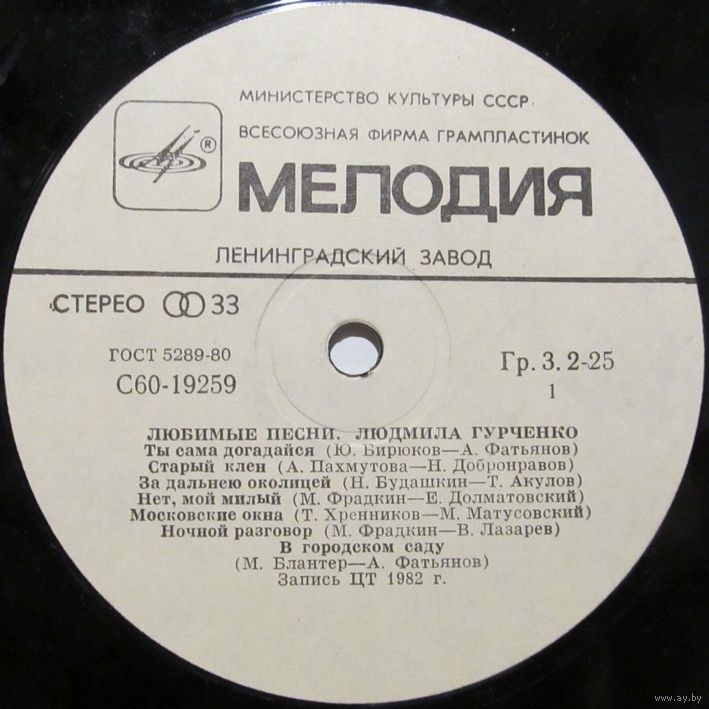 МИНИСТЕРСТВО КУЛЬТУРЫ СССР
ВСЕСОЮЗНАЯ ФИРМА ГРАМПЛАСТИНОК
®
МЕЛОДИЯ
ЛЕНИНГРАДСКИЙ ЗАВОД
СТЕРЕО 33
ГОСТ 5289-80
С60-19259
Гр. 3. 2-25
1
ЛЮБИМЫЕ ПЕСНИ. ЛЮДМИЛА ГУРЧЕНКО
Ты сама догадайся (Ю. Бирюков—А. Фатьянов)
Старый клен (А. Пахмутова—Н. Добронравов)
За дальнею околицей (Н. Будашкин—Т. Акулов)
Нет, мой милый (М. Фрадкин—Е. Долматовский)
Московские окна (Т. Хренников—М. Матусовский)
Ночной разговор (М. Фрадкин—В. Лазарев)
В городском саду
(М. Блантер—А. Фатьянов)
Запись ЦТ 1982 г.
www.ay.by